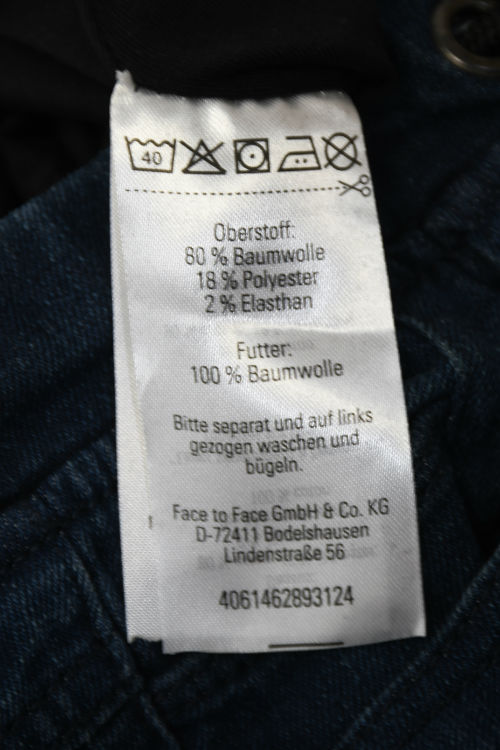 40
Oberstoff:
80 % Baumwolle
18 % Polyester
2 % Elasthan
Futter:
100 % Baumwolle
Bitte separat und auf links
gezogen waschen und
bügeln.
Face to Face GmbH & Co. KG
D-72411 Bodelshausen
Lindenstraße 56
4061462893124